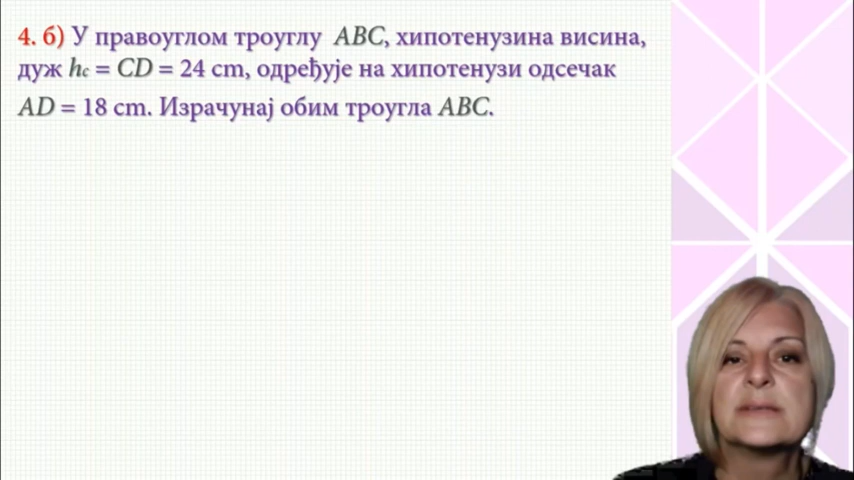 4. б) У правоуглом троуглу ABC, хипотенузина висина,
дуж hc = CD = 24 cm, одређује на хипотенузи одсечак
AD = 18 cm. Израчунај обим троугла ABC.